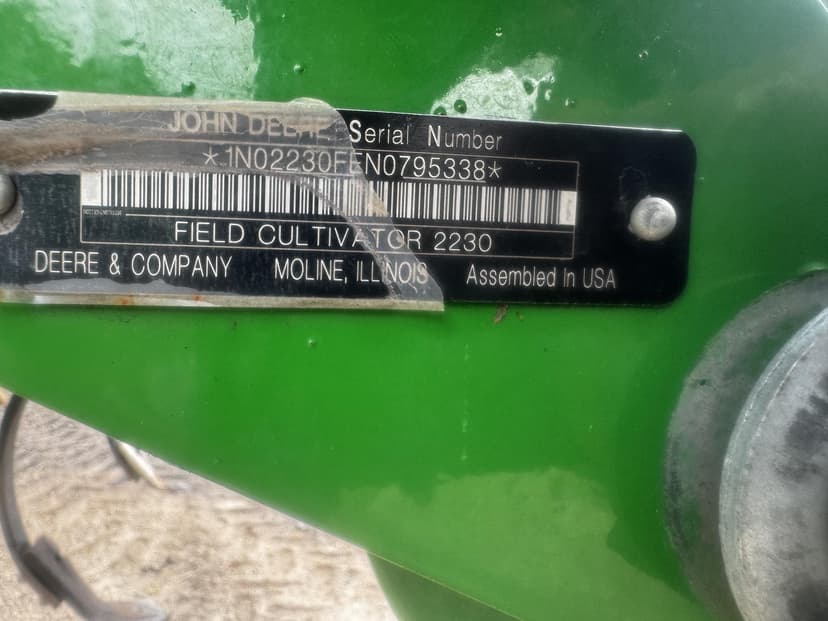 JOHN DEERE Serial Number
*1N02230FEN0795338*
FIELD CULTIVATOR 2230
DEERE & COMPANY MOLINE, ILLINOIS Assembled In USA